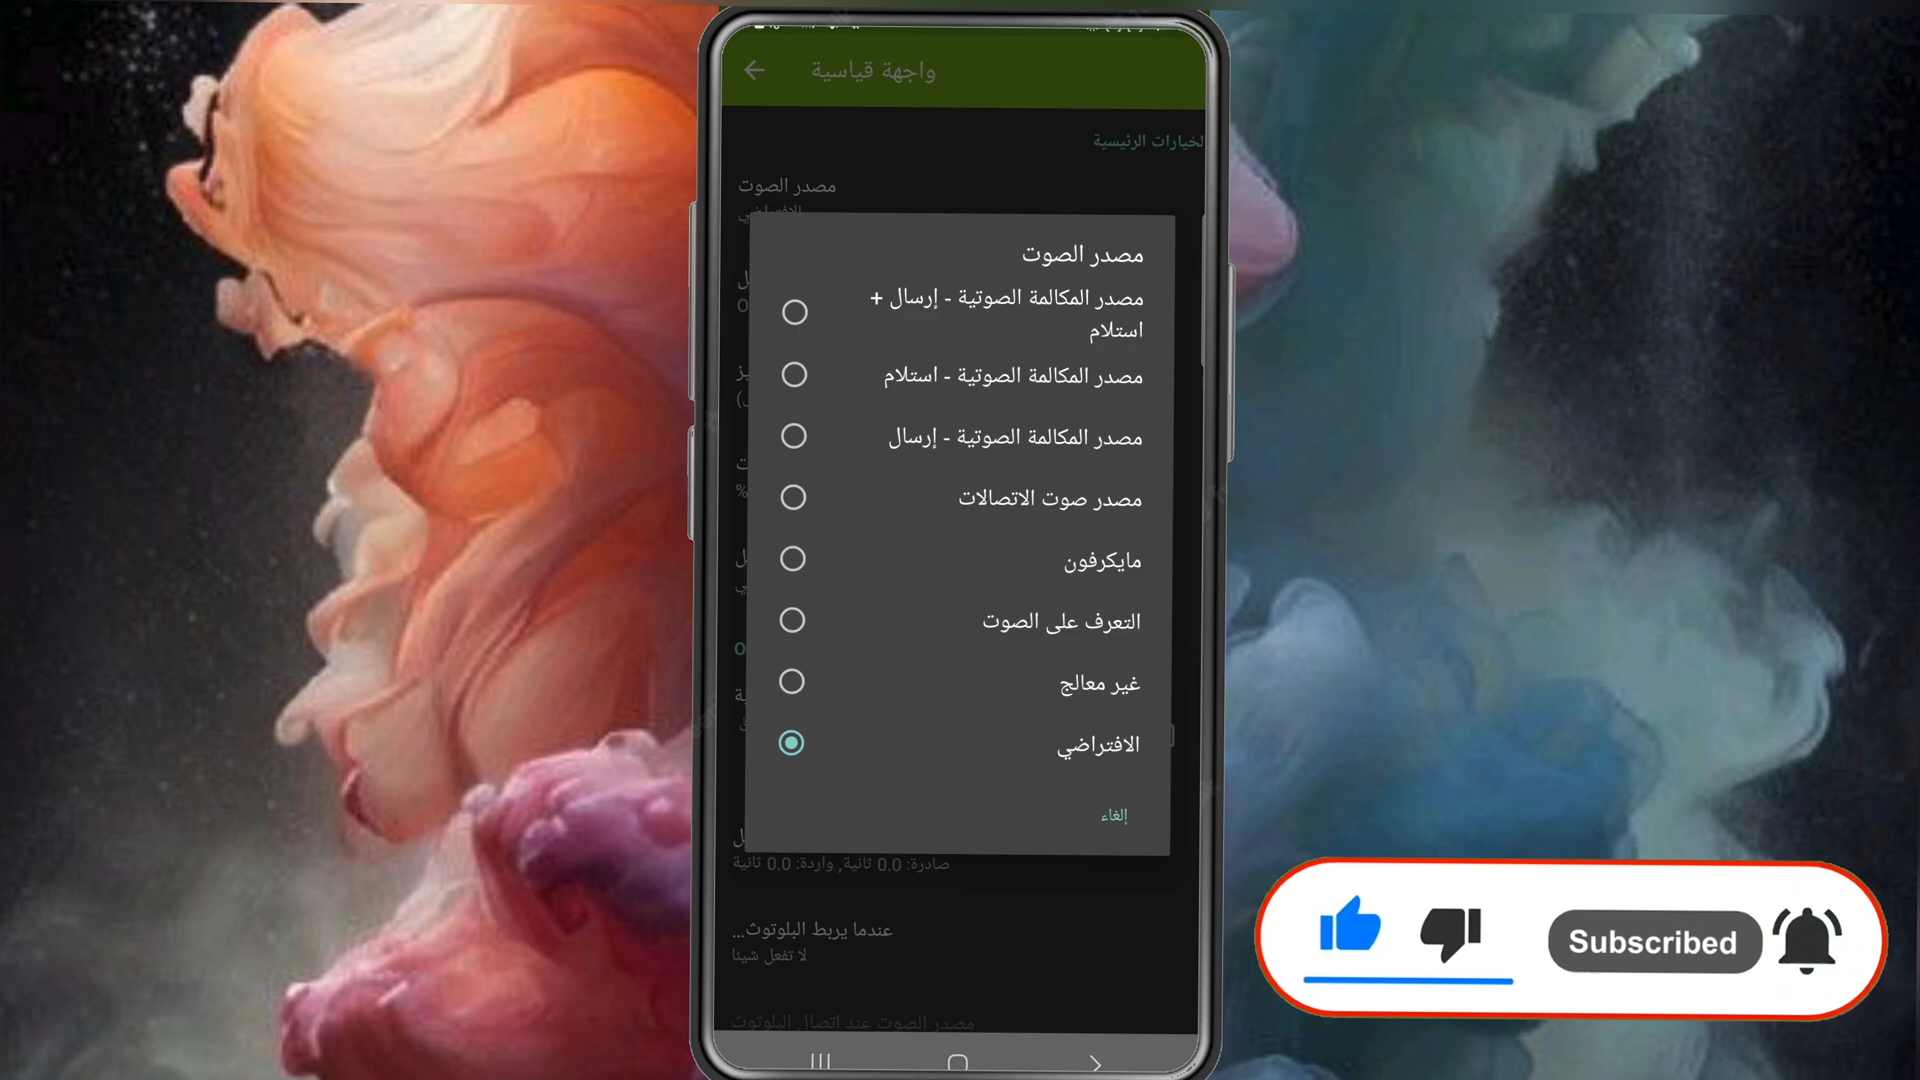 واجهة قياسية
الخيارات الرئيسية
مصدر الصوت
مصدر الصوت
مصدر المكالمة الصوتية - إرسال +
استلام
مصدر المكالمة الصوتية - استلام
مصدر المكالمة الصوتية - إرسال
مصدر صوت الاتصالات
مايكرفون
التعرف على الصوت
غير معالج
الافتراضي
إلغاء
صادرة: 0.0 ثانية, واردة: 0.0 ثانية
عندما يربط البلوتوث...
لا تفعل شيئا
مصدر الصوت عند اتصال البلوتوث
Subscribed